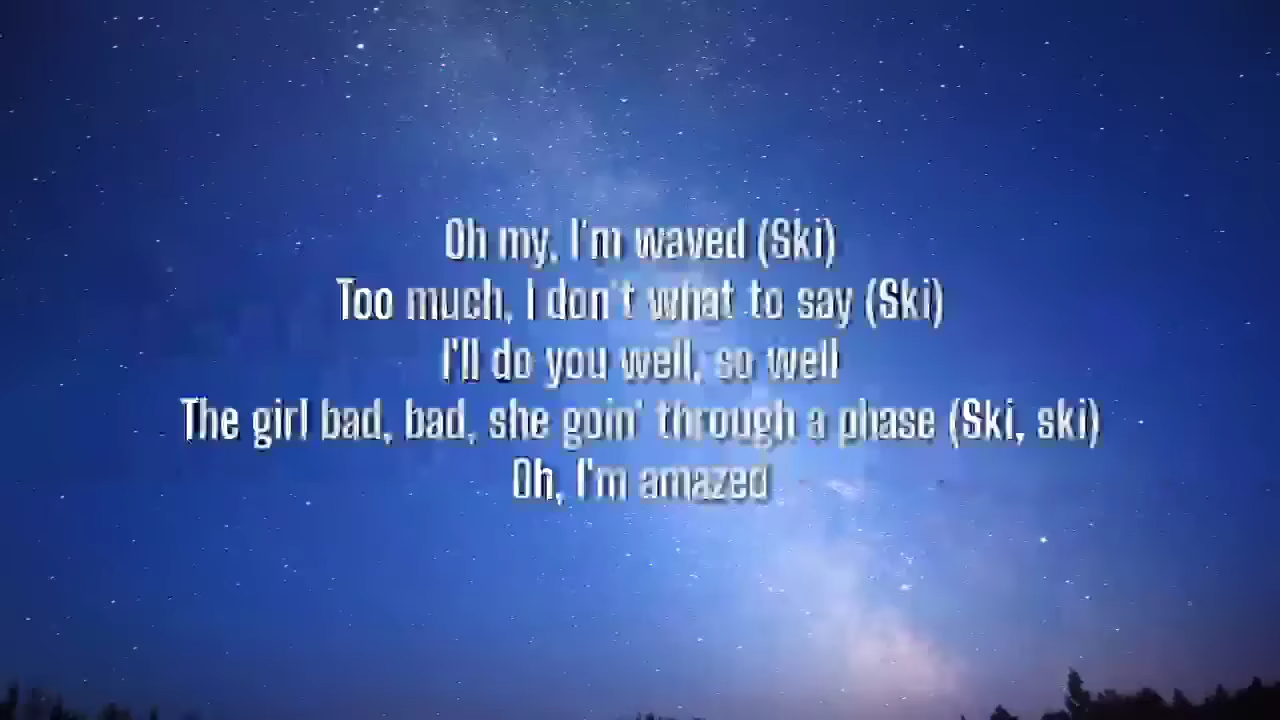 Oh my, I'm waved (Ski)
Too much, I don't what to say (Ski)
I'll do you well, so well
The girl bad, bad, she goin' through a phase (Ski, ski)
Oh, I'm amazed